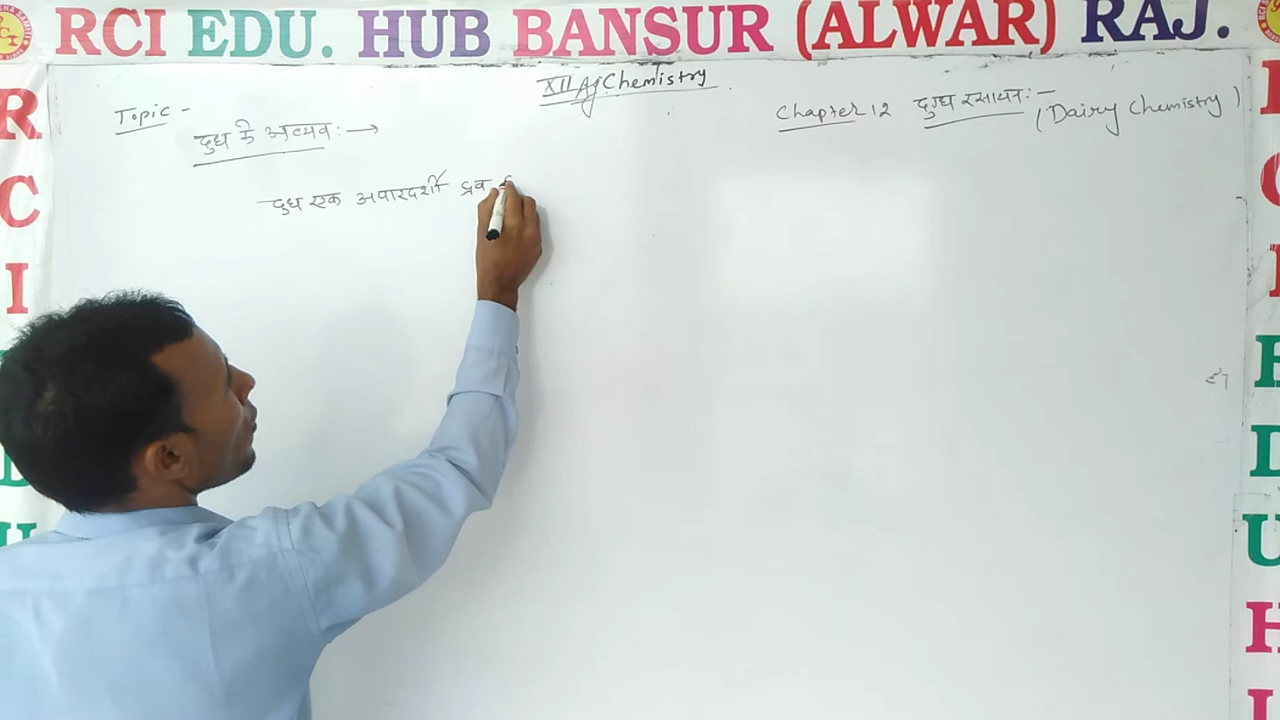 RCI EDU. HUB BANSUR (ALWAR) RAJ.
XII Ag Chemistry
Topic -
दुध के अव्यव :- →
Chapter 12 दुग्ध रसायन :- (Dairy Chemistry)
दुध एक अपारदर्शी द्रव
R
C
I
E
D
U
R
C
I
E
D
U
H